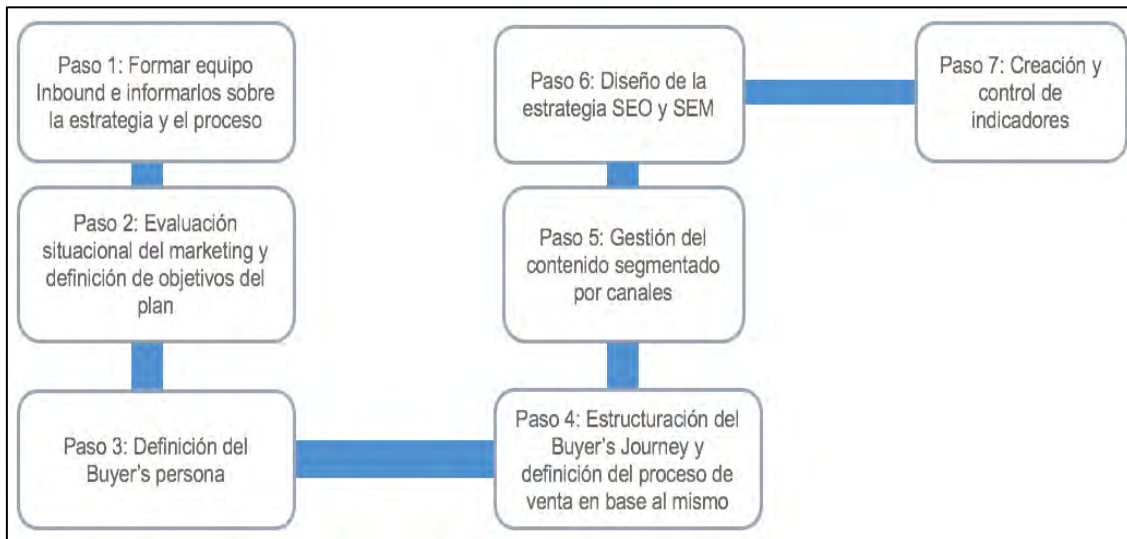 Paso 1: Formar equipo
Inbound e informarlos sobre
la estrategia y el proceso
Paso 2: Evaluación
situacional del marketing y
definición de objetivos del
plan
Paso 3: Definición del
Buyer's persona
Paso 4: Estructuración del
Buyer's Journey y
definición del proceso de
venta en base al mismo
Paso 5: Gestión del
contenido segmentado
por canales
Paso 6: Diseño de la
estrategia SEO y SEM
Paso 7: Creación y
control de
indicadores